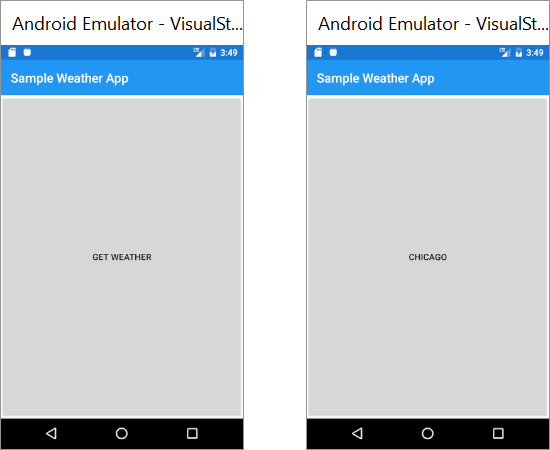 Android Emulator - VisualSt...
3:49
Sample Weather App
GET WEATHER
Android Emulator - VisualSt...
3:49
Sample Weather App
CHICAGO